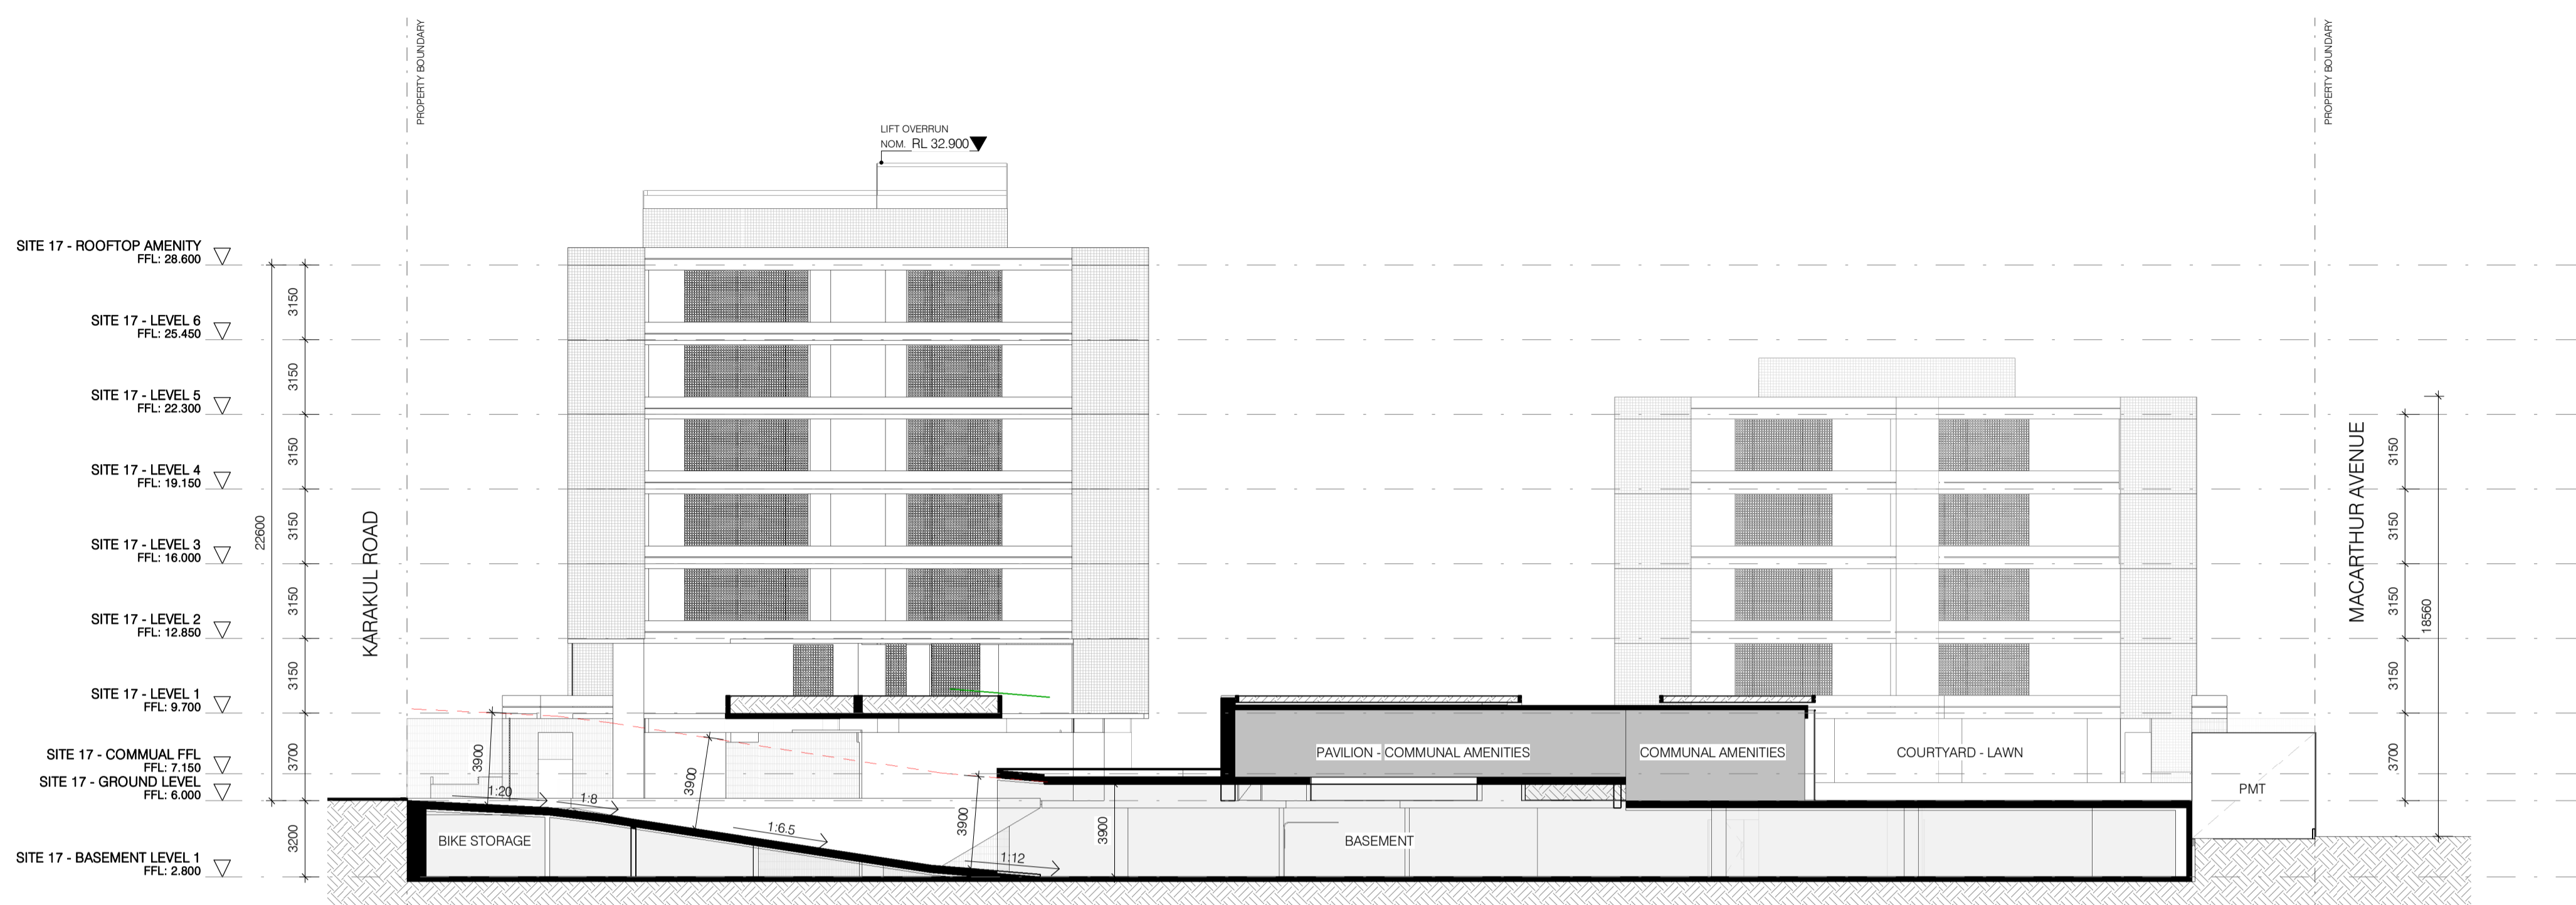 PROPERTY BOUNDARY
PROPERTY BOUNDARY
LIFT OVERRUN
NOM. RL 32.900
SITE 17 - ROOFTOP AMENITY
FFL: 28.600
SITE 17 - LEVEL 6
FFL: 25.450
SITE 17 - LEVEL 5
FFL: 22.300
SITE 17 - LEVEL 4
FFL: 19.150
SITE 17 - LEVEL 3
FFL: 16.000
SITE 17 - LEVEL 2
FFL: 12.850
SITE 17 - LEVEL 1
FFL: 9.700
SITE 17 - COMMUAL FFL
FFL: 7.150
SITE 17 - GROUND LEVEL
FFL: 6.000
SITE 17 - BASEMENT LEVEL 1
FFL: 2.800
22600
3150
3150
3150
3150
3150
3150
3700
3200
KARAKUL ROAD
3900
3900
3900
3900
1:20
1:8
1:6.5
1:12
BIKE STORAGE
BASEMENT
PAVILION - COMMUNAL AMENITIES
COMMUNAL AMENITIES
COURTYARD - LAWN
PMT
MACARTHUR AVENUE
3150
3150
3150
3150
3700
18560